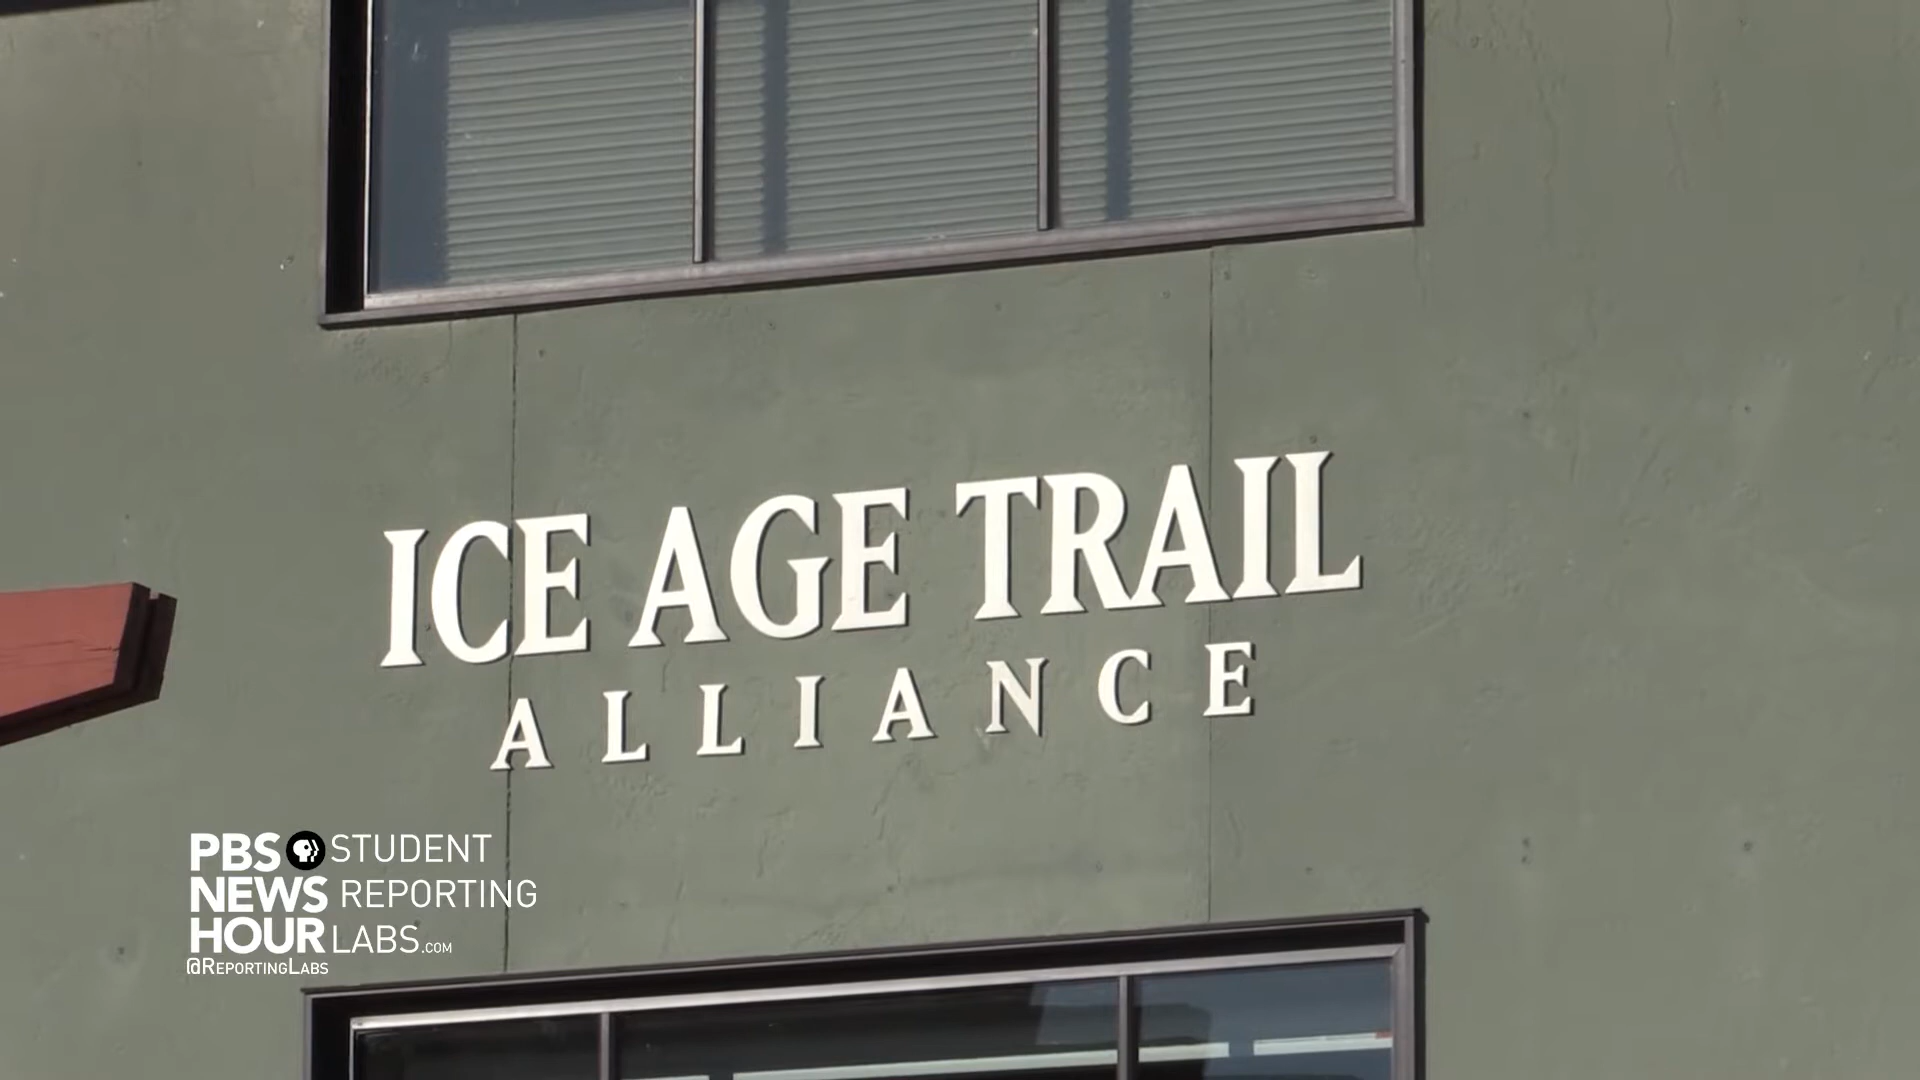 ICE AGE TRAIL
ALLIANCE
PBS STUDENT
NEWS REPORTING
HOUR LABS.COM
@REPORTINGLABS